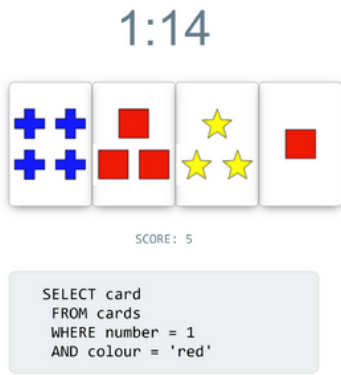 1:14
SCORE: 5
SELECT card
FROM cards
WHERE number = 1
AND colour = 'red'